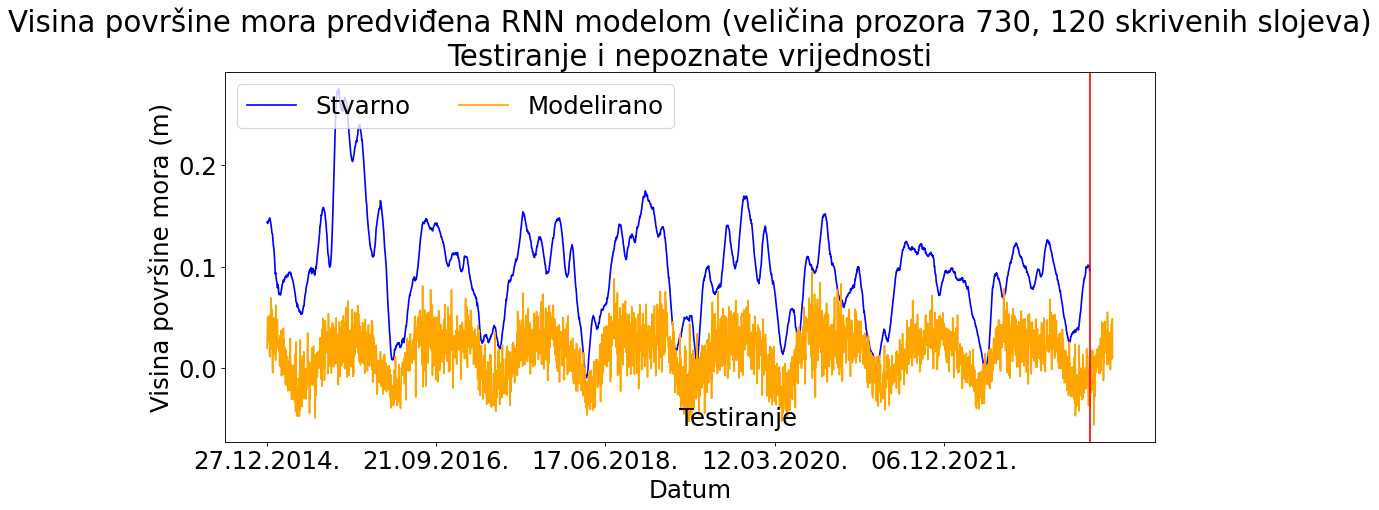 Visina površine mora predviđena RNN modelom (veličina prozora 730, 120 skrivenih slojeva)
Testiranje i nepoznate vrijednosti
Stvarno
Modelirano
Visina površine mora (m)
0.2
0.1
0.0
Testiranje
27.12.2014.
21.09.2016.
17.06.2018.
12.03.2020.
06.12.2021.
Datum